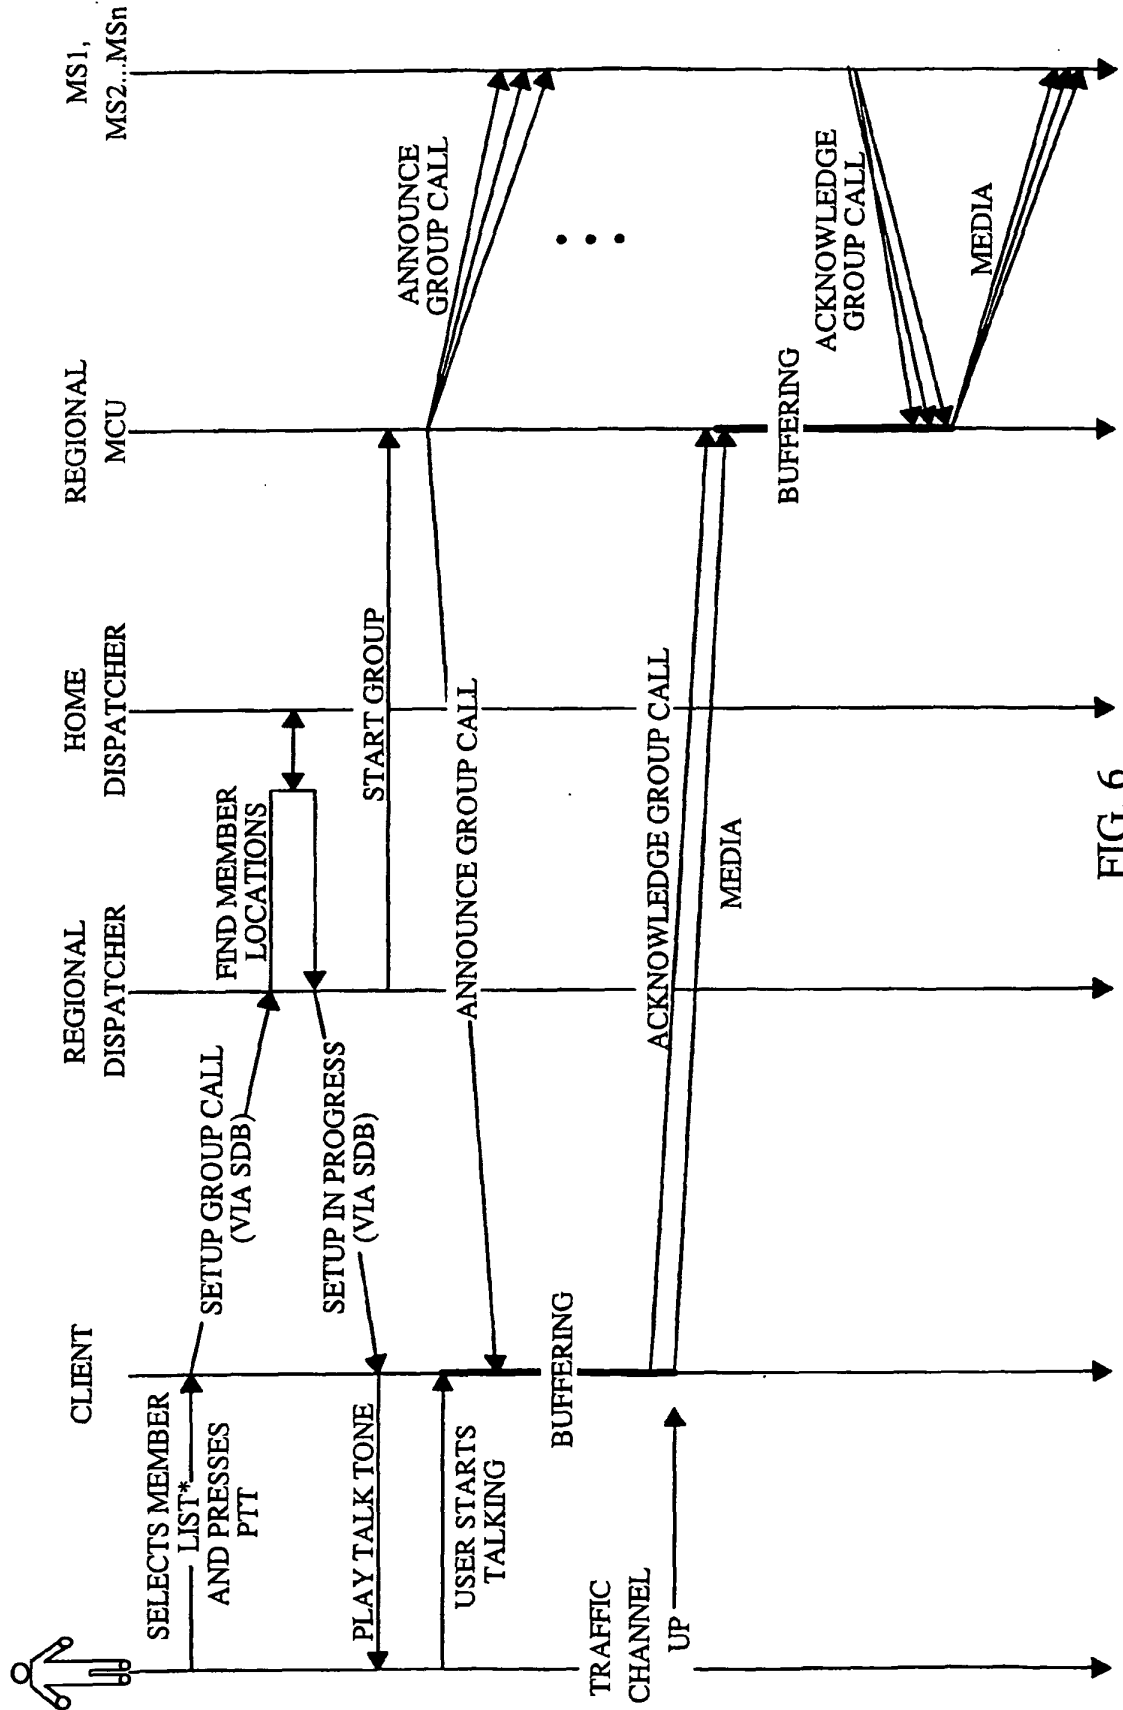 CLIENT
REGIONAL
DISPATCHER
HOME
DISPATCHER
REGIONAL
MCU
MS1,
MS2...MSn
SELECTS MEMBER
LIST*
AND PRESSES
PTT
SETUP GROUP CALL
(VIA SDB)
FIND MEMBER
LOCATIONS
SETUP IN PROGRESS
(VIA SDB)
PLAY TALK TONE
START GROUP
ANNOUNCE
GROUP CALL
USER STARTS
TALKING
ANNOUNCE GROUP CALL
BUFFERING
TRAFFIC
CHANNEL
UP
ACKNOWLEDGE GROUP CALL
MEDIA
BUFFERING
ACKNOWLEDGE
GROUP CALL
MEDIA
FIG. 6